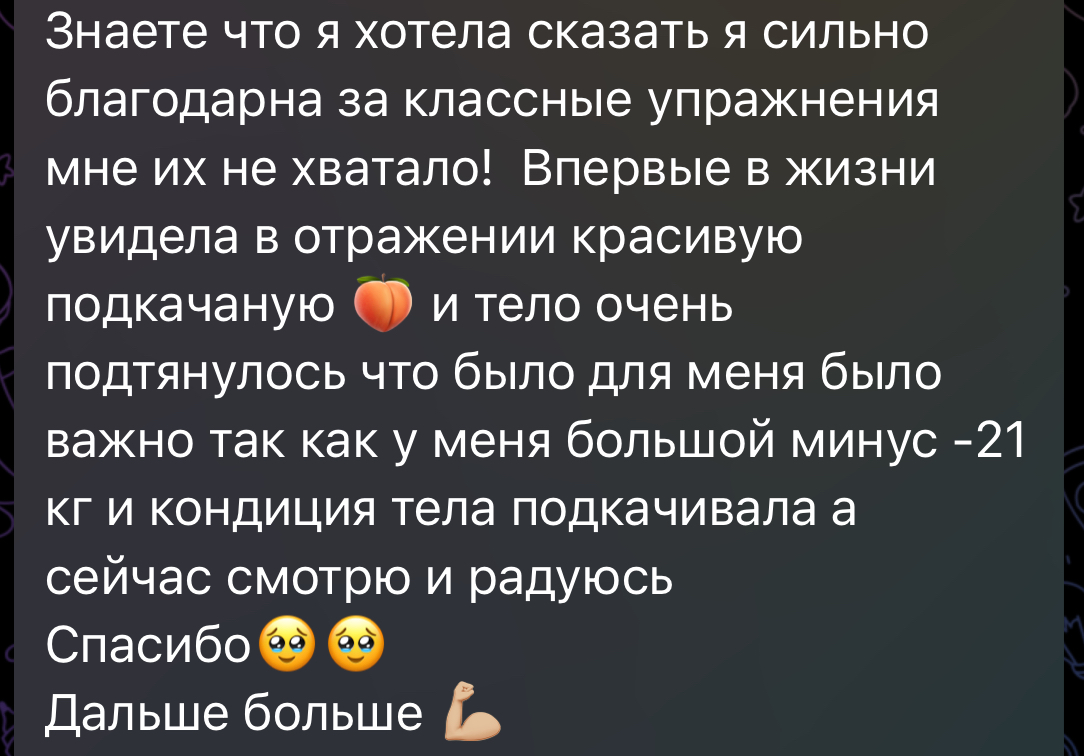 Знаете что я хотела сказать я сильно
благодарна за классные упражнения
мне их не хватало!  Впервые в жизни
увидела в отражении красивую
подкачаную 🍑 и тело очень
подтянулось что было для меня было
важно так как у меня большой минус -21
кг и кондиция тела подкачивала а
сейчас смотрю и радуюсь
Спасибо🥹🥹
Дальше больше 💪🏼